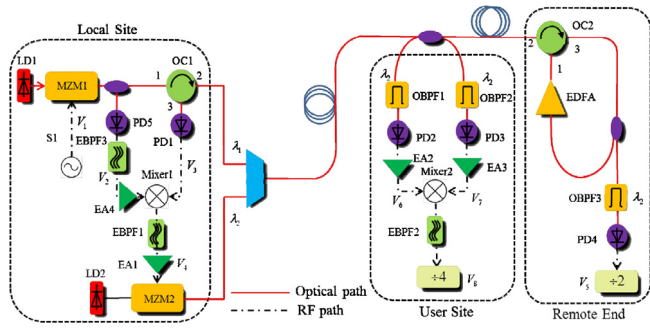 Local Site
LD1
MZM1
1
OC1
2
3
S1
V1
PD5
EBPF3
V2
PD1
V3
Mixer1
EA4
EBPF1
EA1
V4
LD2
MZM2
λ1
λ2
Optical path
RF path
λ2
OBPF1
λ2
OBPF2
PD2
PD3
EA2
EA3
Mixer2
V6
V7
EBPF2
÷4
V8
User Site
OC2
2
3
1
EDFA
OBPF3
λ2
PD4
V5
÷2
Remote End